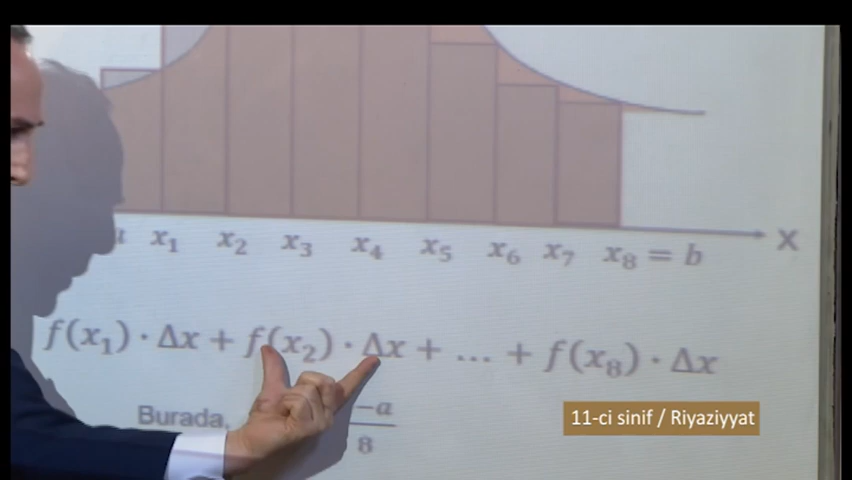 x₁ x₂ x₃ x₄ x₅ x₆ x₇ x₈ = b X
f(x₁) · Δx + f(x₂) · Δx + ... + f(x₈) · Δx
Burada,
−a
8
11-ci sinif / Riyaziyyat